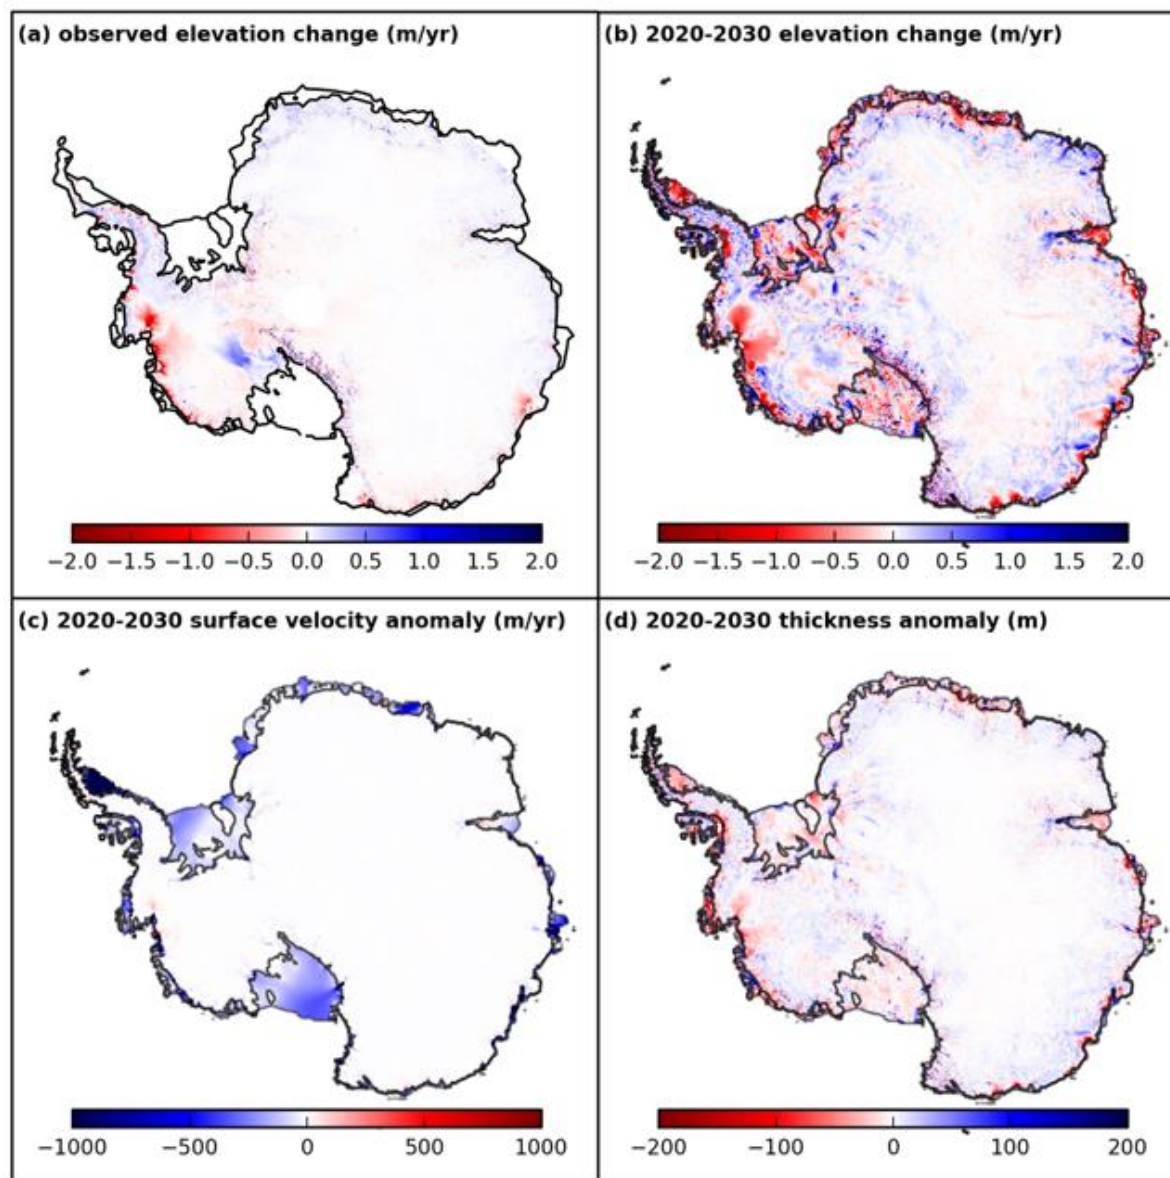 (a) observed elevation change (m/yr)
(b) 2020-2030 elevation change (m/yr)
−2.0 −1.5 −1.0 −0.5 0.0 0.5 1.0 1.5 2.0
−2.0 −1.5 −1.0 −0.5 0.0 0.5 1.0 1.5 2.0
(c) 2020-2030 surface velocity anomaly (m/yr)
(d) 2020-2030 thickness anomaly (m)
−1000 −500 0 500 1000
−200 −100 0 100 200